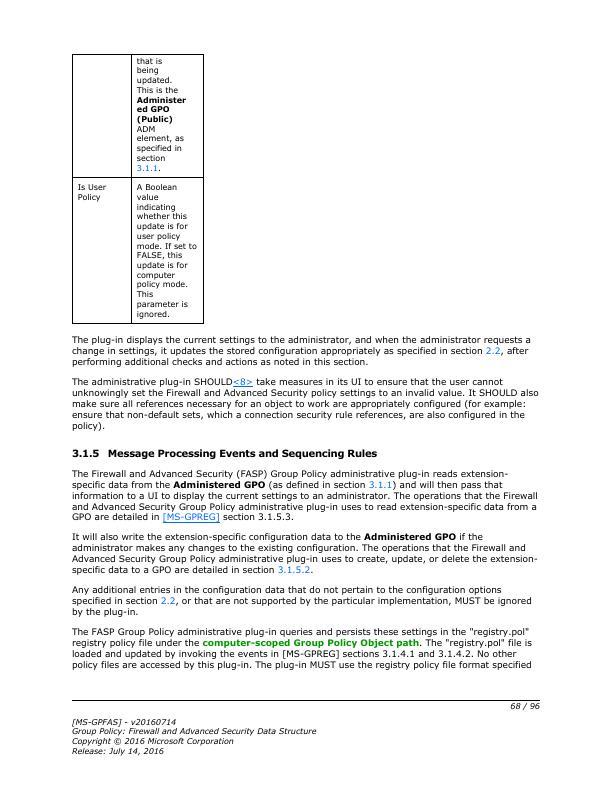 that is
being
updated.
This is the
Administer
ed GPO
(Public)
ADM
element, as
specified in
section
3.1.1.
Is User
Policy
A Boolean
value
indicating
whether this
update is for
user policy
mode. If set to
FALSE, this
update is for
computer
policy mode.
This
parameter is
ignored.
The plug-in displays the current settings to the administrator, and when the administrator requests a
change in settings, it updates the stored configuration appropriately as specified in section 2.2, after
performing additional checks and actions as noted in this section.
The administrative plug-in SHOULD<8> take measures in its UI to ensure that the user cannot
unknowingly set the Firewall and Advanced Security policy settings to an invalid value. It SHOULD also
make sure all references necessary for an object to work are appropriately configured (for example:
ensure that non-default sets, which a connection security rule references, are also configured in the
policy).
3.1.5 Message Processing Events and Sequencing Rules
The Firewall and Advanced Security (FASP) Group Policy administrative plug-in reads extension-
specific data from the Administered GPO (as defined in section 3.1.1) and will then pass that
information to a UI to display the current settings to an administrator. The operations that the Firewall
and Advanced Security Group Policy administrative plug-in uses to read extension-specific data from a
GPO are detailed in [MS-GPREG] section 3.1.5.3.
It will also write the extension-specific configuration data to the Administered GPO if the
administrator makes any changes to the existing configuration. The operations that the Firewall and
Advanced Security Group Policy administrative plug-in uses to create, update, or delete the extension-
specific data to a GPO are detailed in section 3.1.5.2.
Any additional entries in the configuration data that do not pertain to the configuration options
specified in section 2.2, or that are not supported by the particular implementation, MUST be ignored
by the plug-in.
The FASP Group Policy administrative plug-in queries and persists these settings in the "registry.pol"
registry policy file under the computer-scoped Group Policy Object path. The "registry.pol" file is
loaded and updated by invoking the events in [MS-GPREG] sections 3.1.4.1 and 3.1.4.2. No other
policy files are accessed by this plug-in. The plug-in MUST use the registry policy file format specified
68 / 96
[MS-GPFAS] - v20160714
Group Policy: Firewall and Advanced Security Data Structure
Copyright © 2016 Microsoft Corporation
Release: July 14, 2016